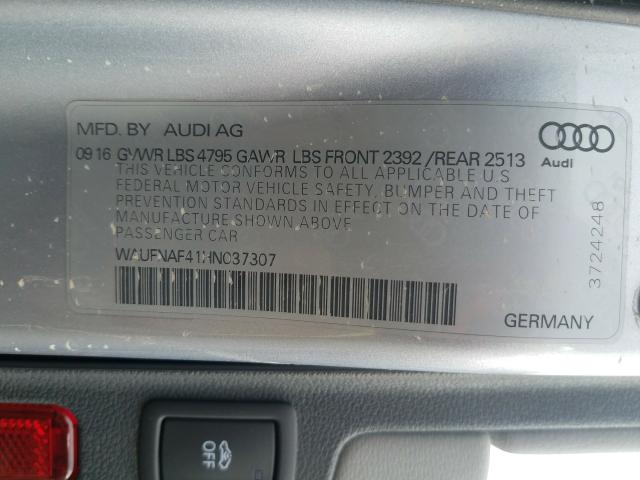 MFD. BY AUDI AG
09 16 GVWR LBS 4795 GAWR LBS FRONT 2392 /REAR 2513
Audi
THIS VEHICLE CONFORMS TO ALL APPLICABLE U.S
FEDERAL MOTOR VEHICLE SAFETY, BUMPER AND THEFT
PREVENTION STANDARDS IN EFFECT ON THE DATE OF
MANUFACTURE SHOWN ABOVE
PASSENGER CAR
WAUFNAF41HN037307
3724248
GERMANY
OFF